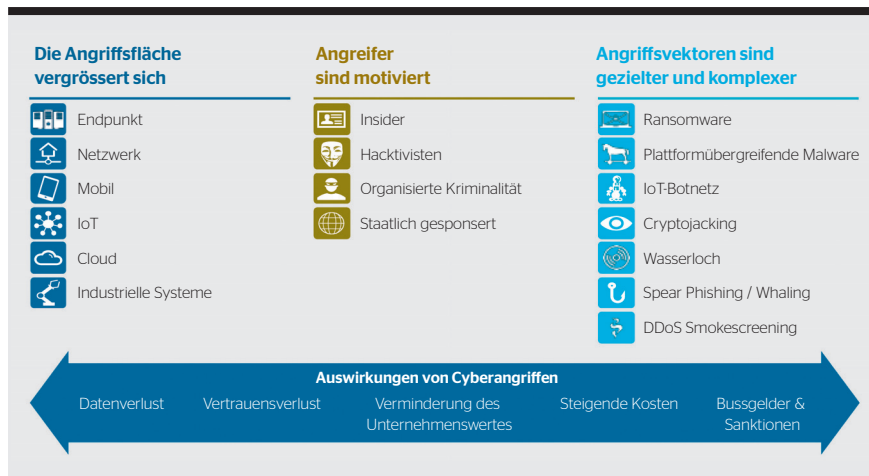 Die Angriffsfläche
vergrössert sich
Endpunkt
Netzwerk
Mobil
IoT
Cloud
Industrielle Systeme
Angreifer
sind motiviert
Insider
Hacktivisten
Organisierte Kriminalität
Staatlich gesponsert
Angriffsvektoren sind
gezielter und komplexer
Ransomware
Plattformübergreifende Malware
IoT-Botnetz
Cryptojacking
Wasserloch
Spear Phishing / Whaling
DDoS Smokescreening
Auswirkungen von Cyberangriffen
Datenverlust
Vertrauensverlust
Verminderung des
Unternehmenswertes
Steigende Kosten
Bussgelder &
Sanktionen